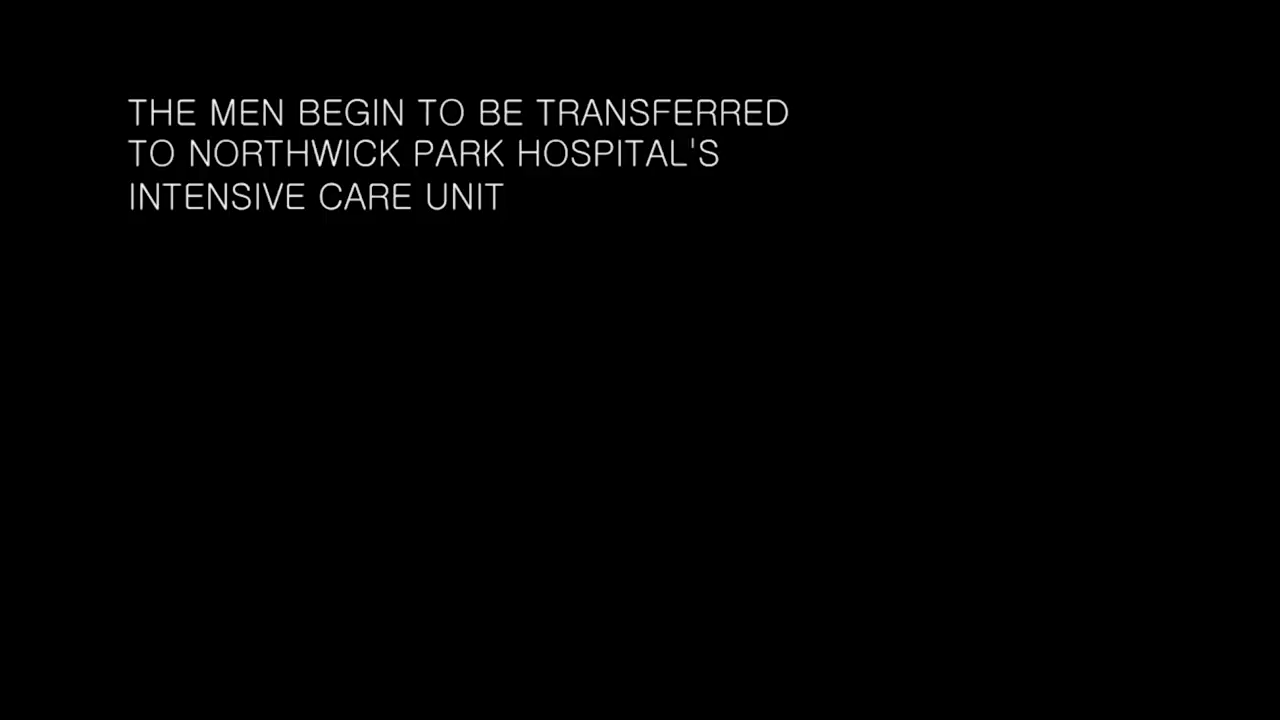 THE MEN BEGIN TO BE TRANSFERRED
TO NORTHWICK PARK HOSPITAL'S
INTENSIVE CARE UNIT